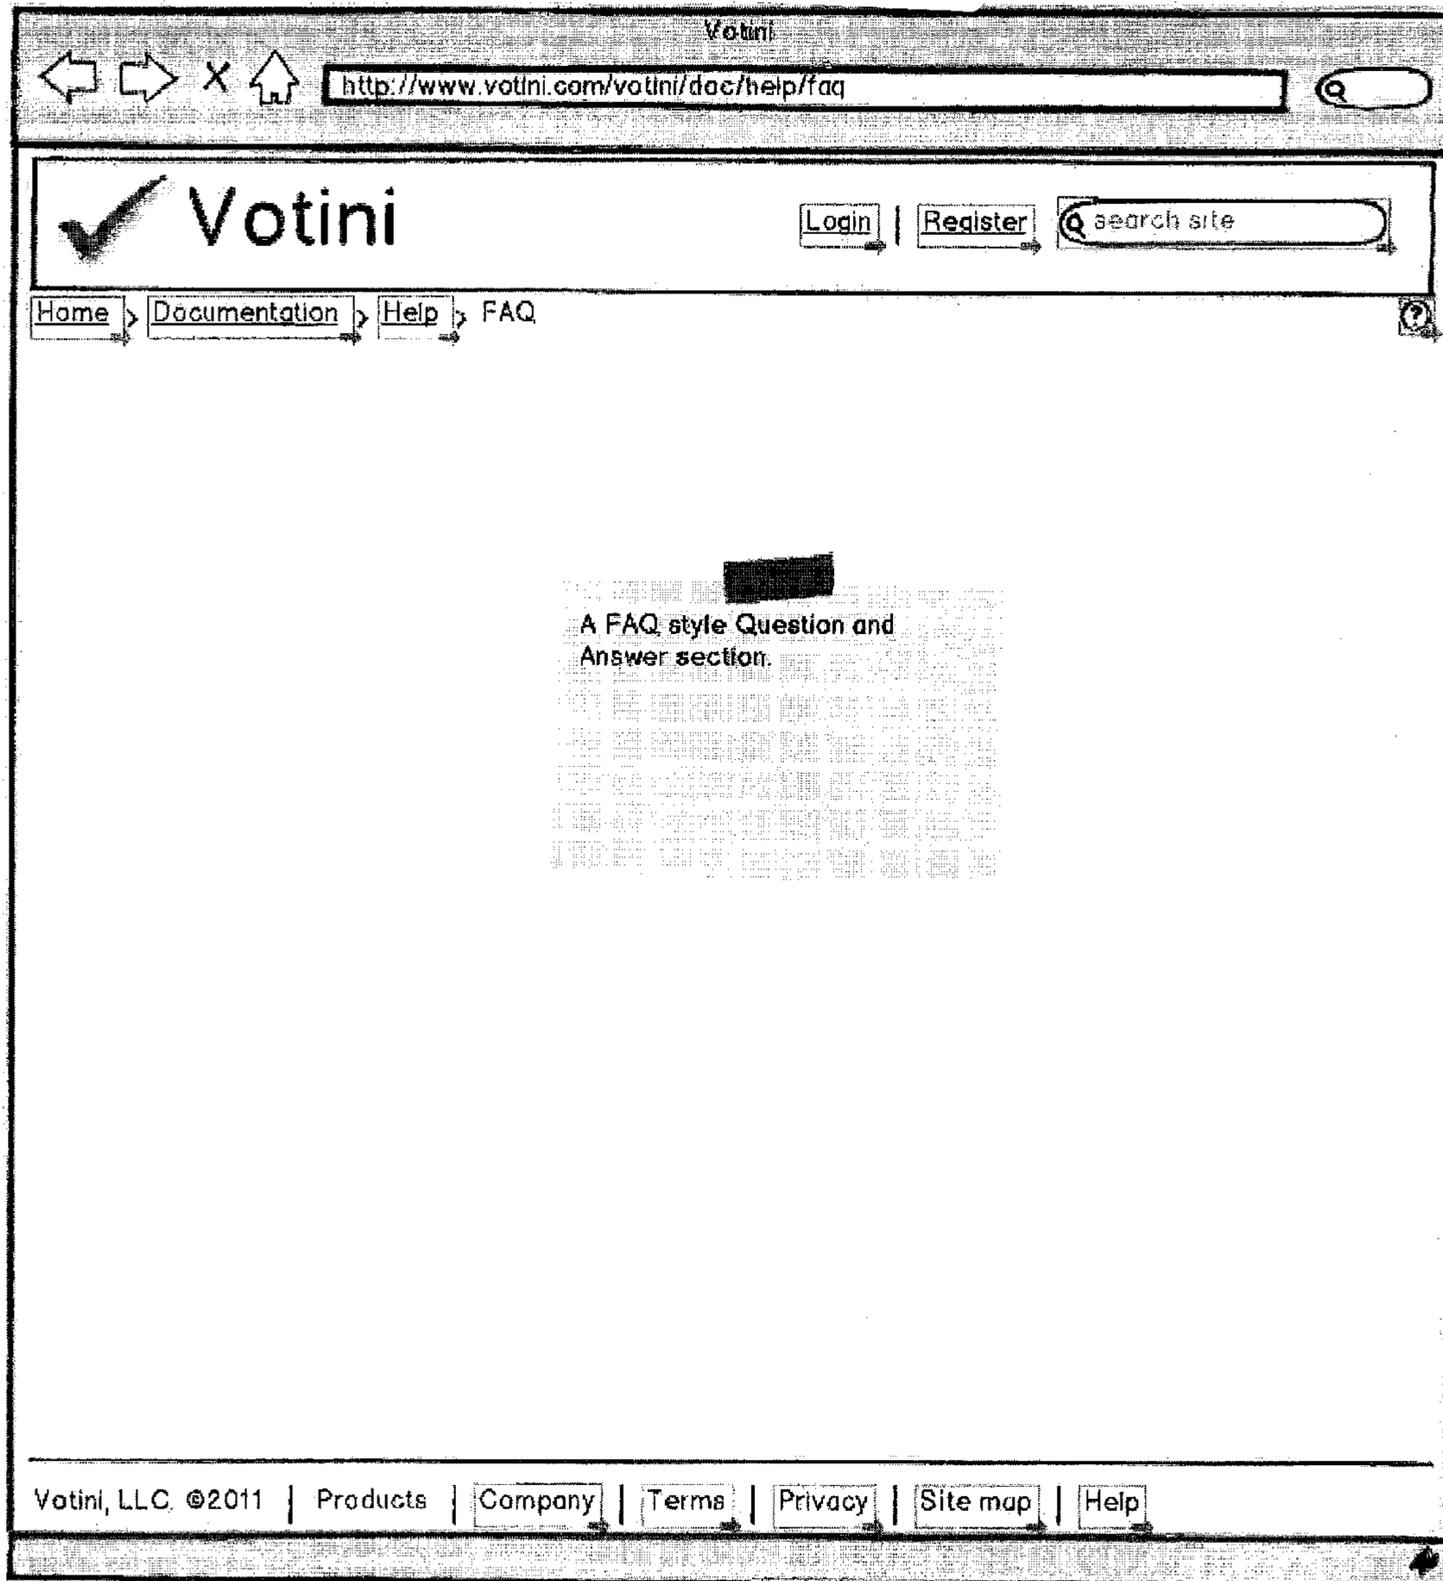 Votini
http://www.votini.com/votini/doc/help/faq
Votini
Login | Register search site
Home > Documentation > Help > FAQ ?
A FAQ style Question and
Answer section.
Votini, LLC. ©2011 | Products | Company | Terms | Privacy | Site map | Help